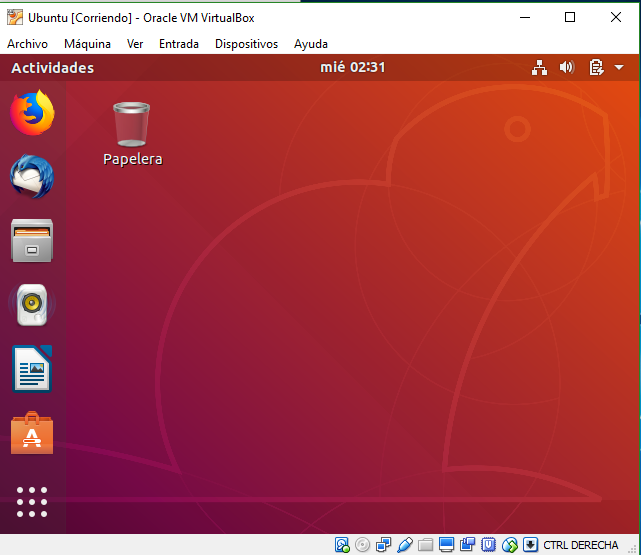 Ubuntu [Corriendo] - Oracle VM VirtualBox
Archivo Máquina Ver Entrada Dispositivos Ayuda
Actividades mié 02:31
Papelera
CTRL DERECHA